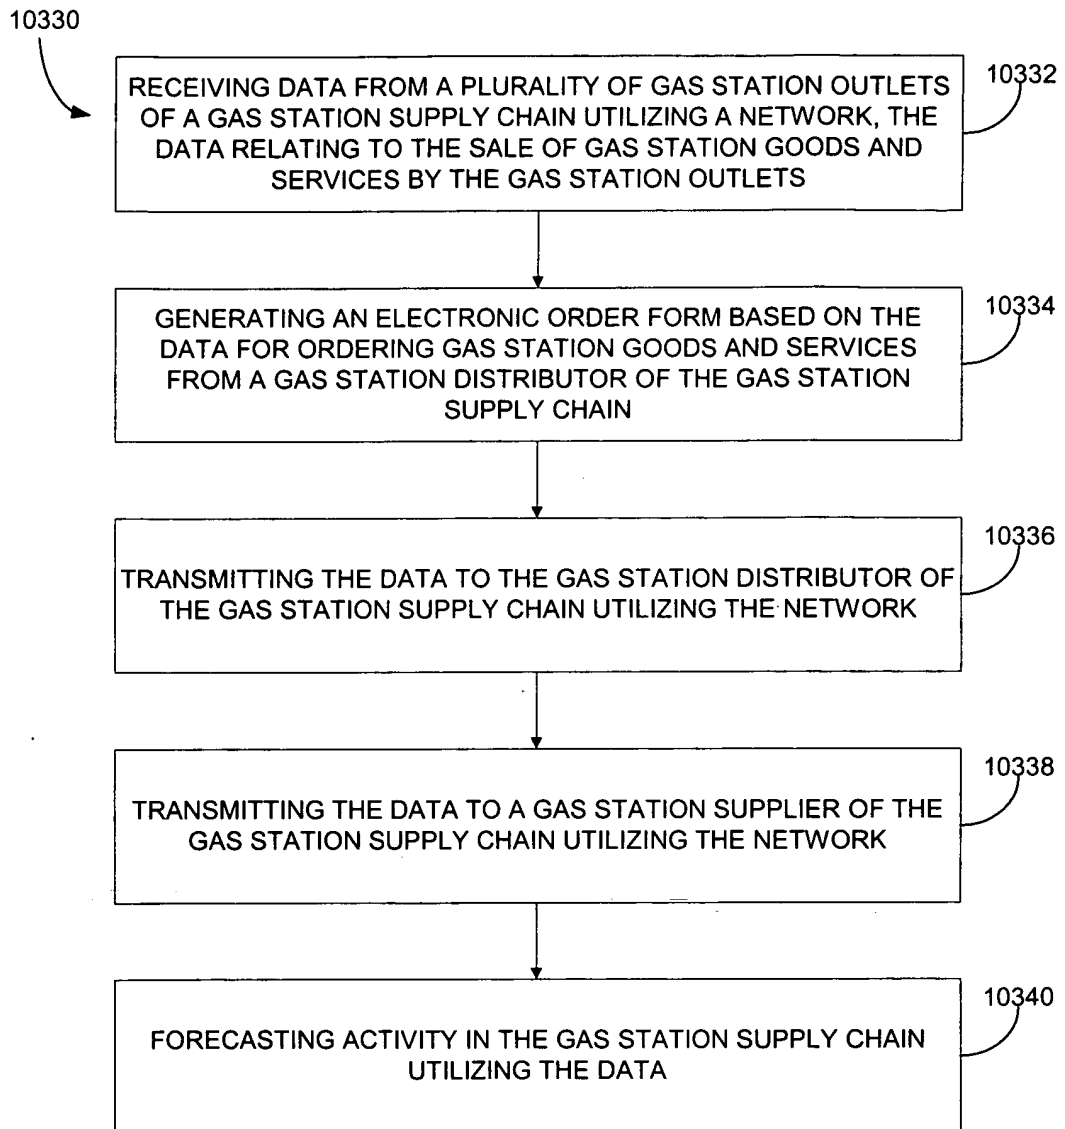 10330
RECEIVING DATA FROM A PLURALITY OF GAS STATION OUTLETS
OF A GAS STATION SUPPLY CHAIN UTILIZING A NETWORK, THE
DATA RELATING TO THE SALE OF GAS STATION GOODS AND
SERVICES BY THE GAS STATION OUTLETS
10332
GENERATING AN ELECTRONIC ORDER FORM BASED ON THE
DATA FOR ORDERING GAS STATION GOODS AND SERVICES
FROM A GAS STATION DISTRIBUTOR OF THE GAS STATION
SUPPLY CHAIN
10334
TRANSMITTING THE DATA TO THE GAS STATION DISTRIBUTOR OF
THE GAS STATION SUPPLY CHAIN UTILIZING THE NETWORK
10336
TRANSMITTING THE DATA TO A GAS STATION SUPPLIER OF THE
GAS STATION SUPPLY CHAIN UTILIZING THE NETWORK
10338
FORECASTING ACTIVITY IN THE GAS STATION SUPPLY CHAIN
UTILIZING THE DATA
10340